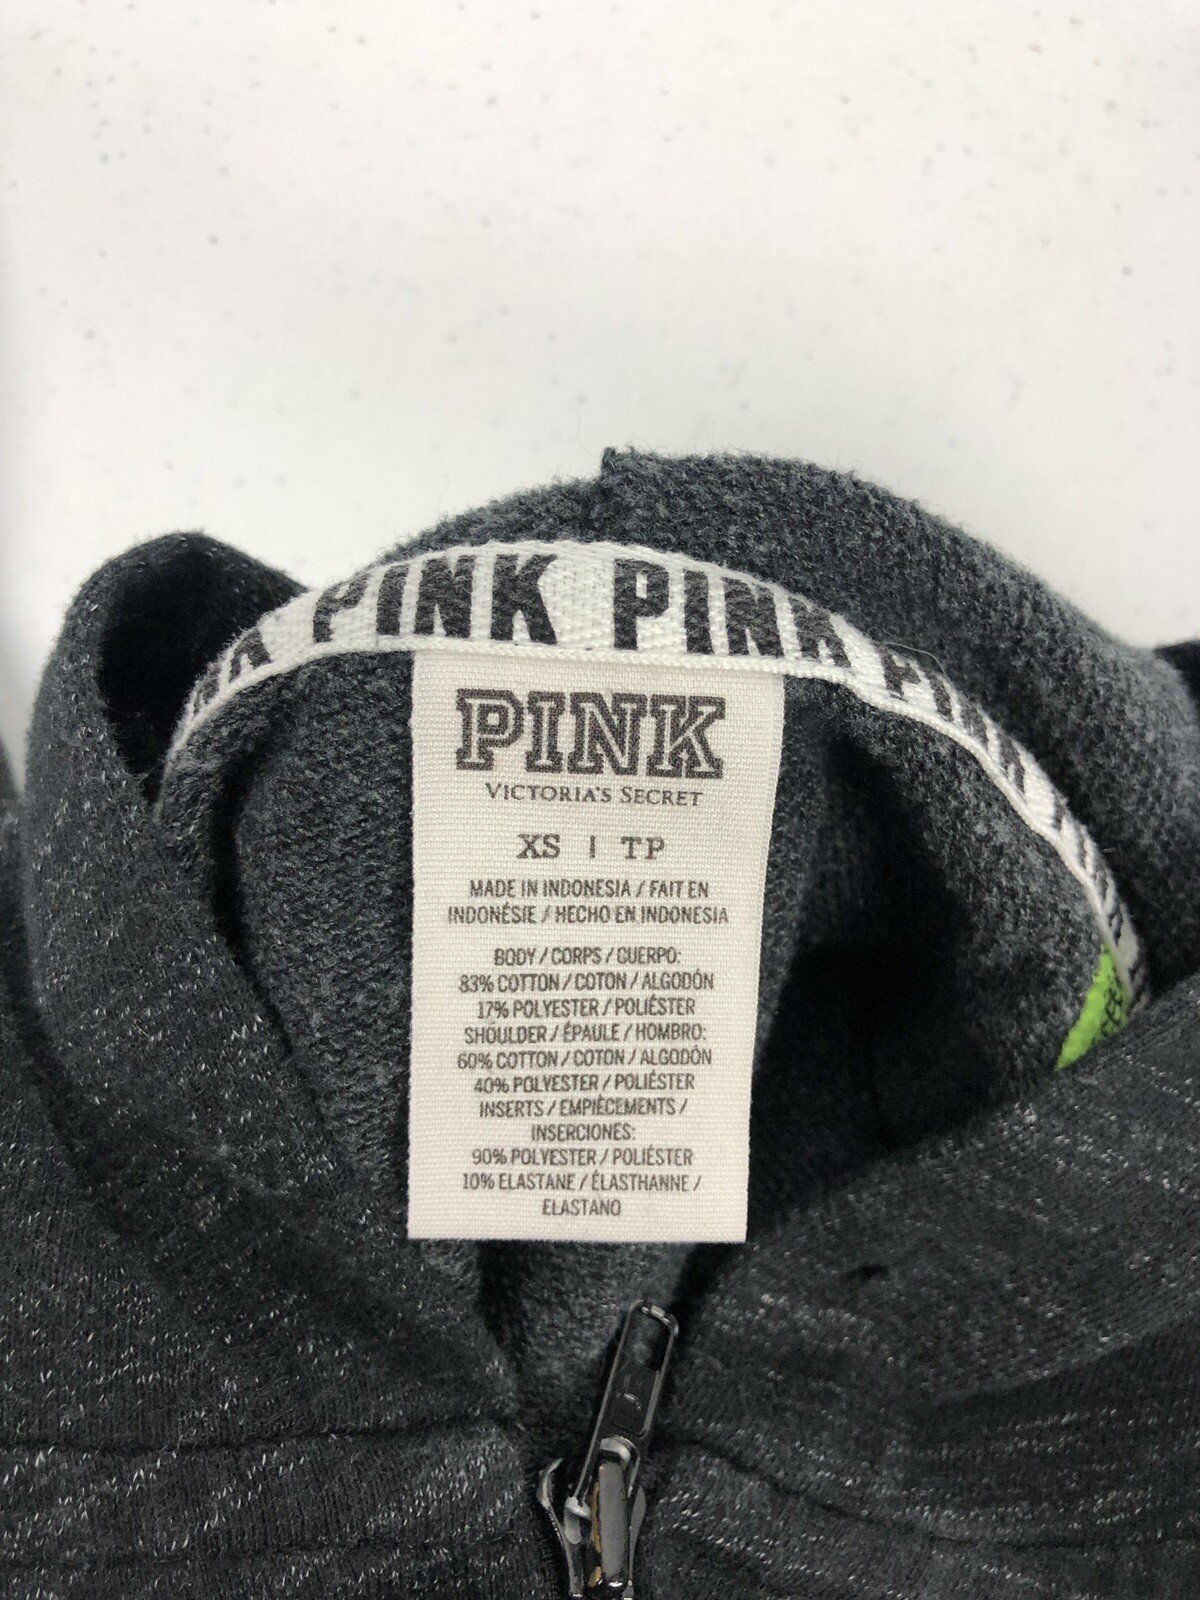 PINK PINK
PINK
VICTORIA'S SECRET
XS | TP
MADE IN INDONESIA / FAIT EN
INDONÉSIE / HECHO EN INDONESIA
BODY / CORPS / CUERPO:
83% COTTON / COTON / ALGODÓN
17% POLYESTER / POLIÉSTER
SHOULDER / ÉPAULE / HOMBRO:
60% COTTON / COTON / ALGODÓN
40% POLYESTER / POLIÉSTER
INSERTS / EMPIÈCEMENTS /
INSERCIONES:
90% POLYESTER / POLIÉSTER
10% ELASTANE / ÉLASTHANNE /
ELASTANO